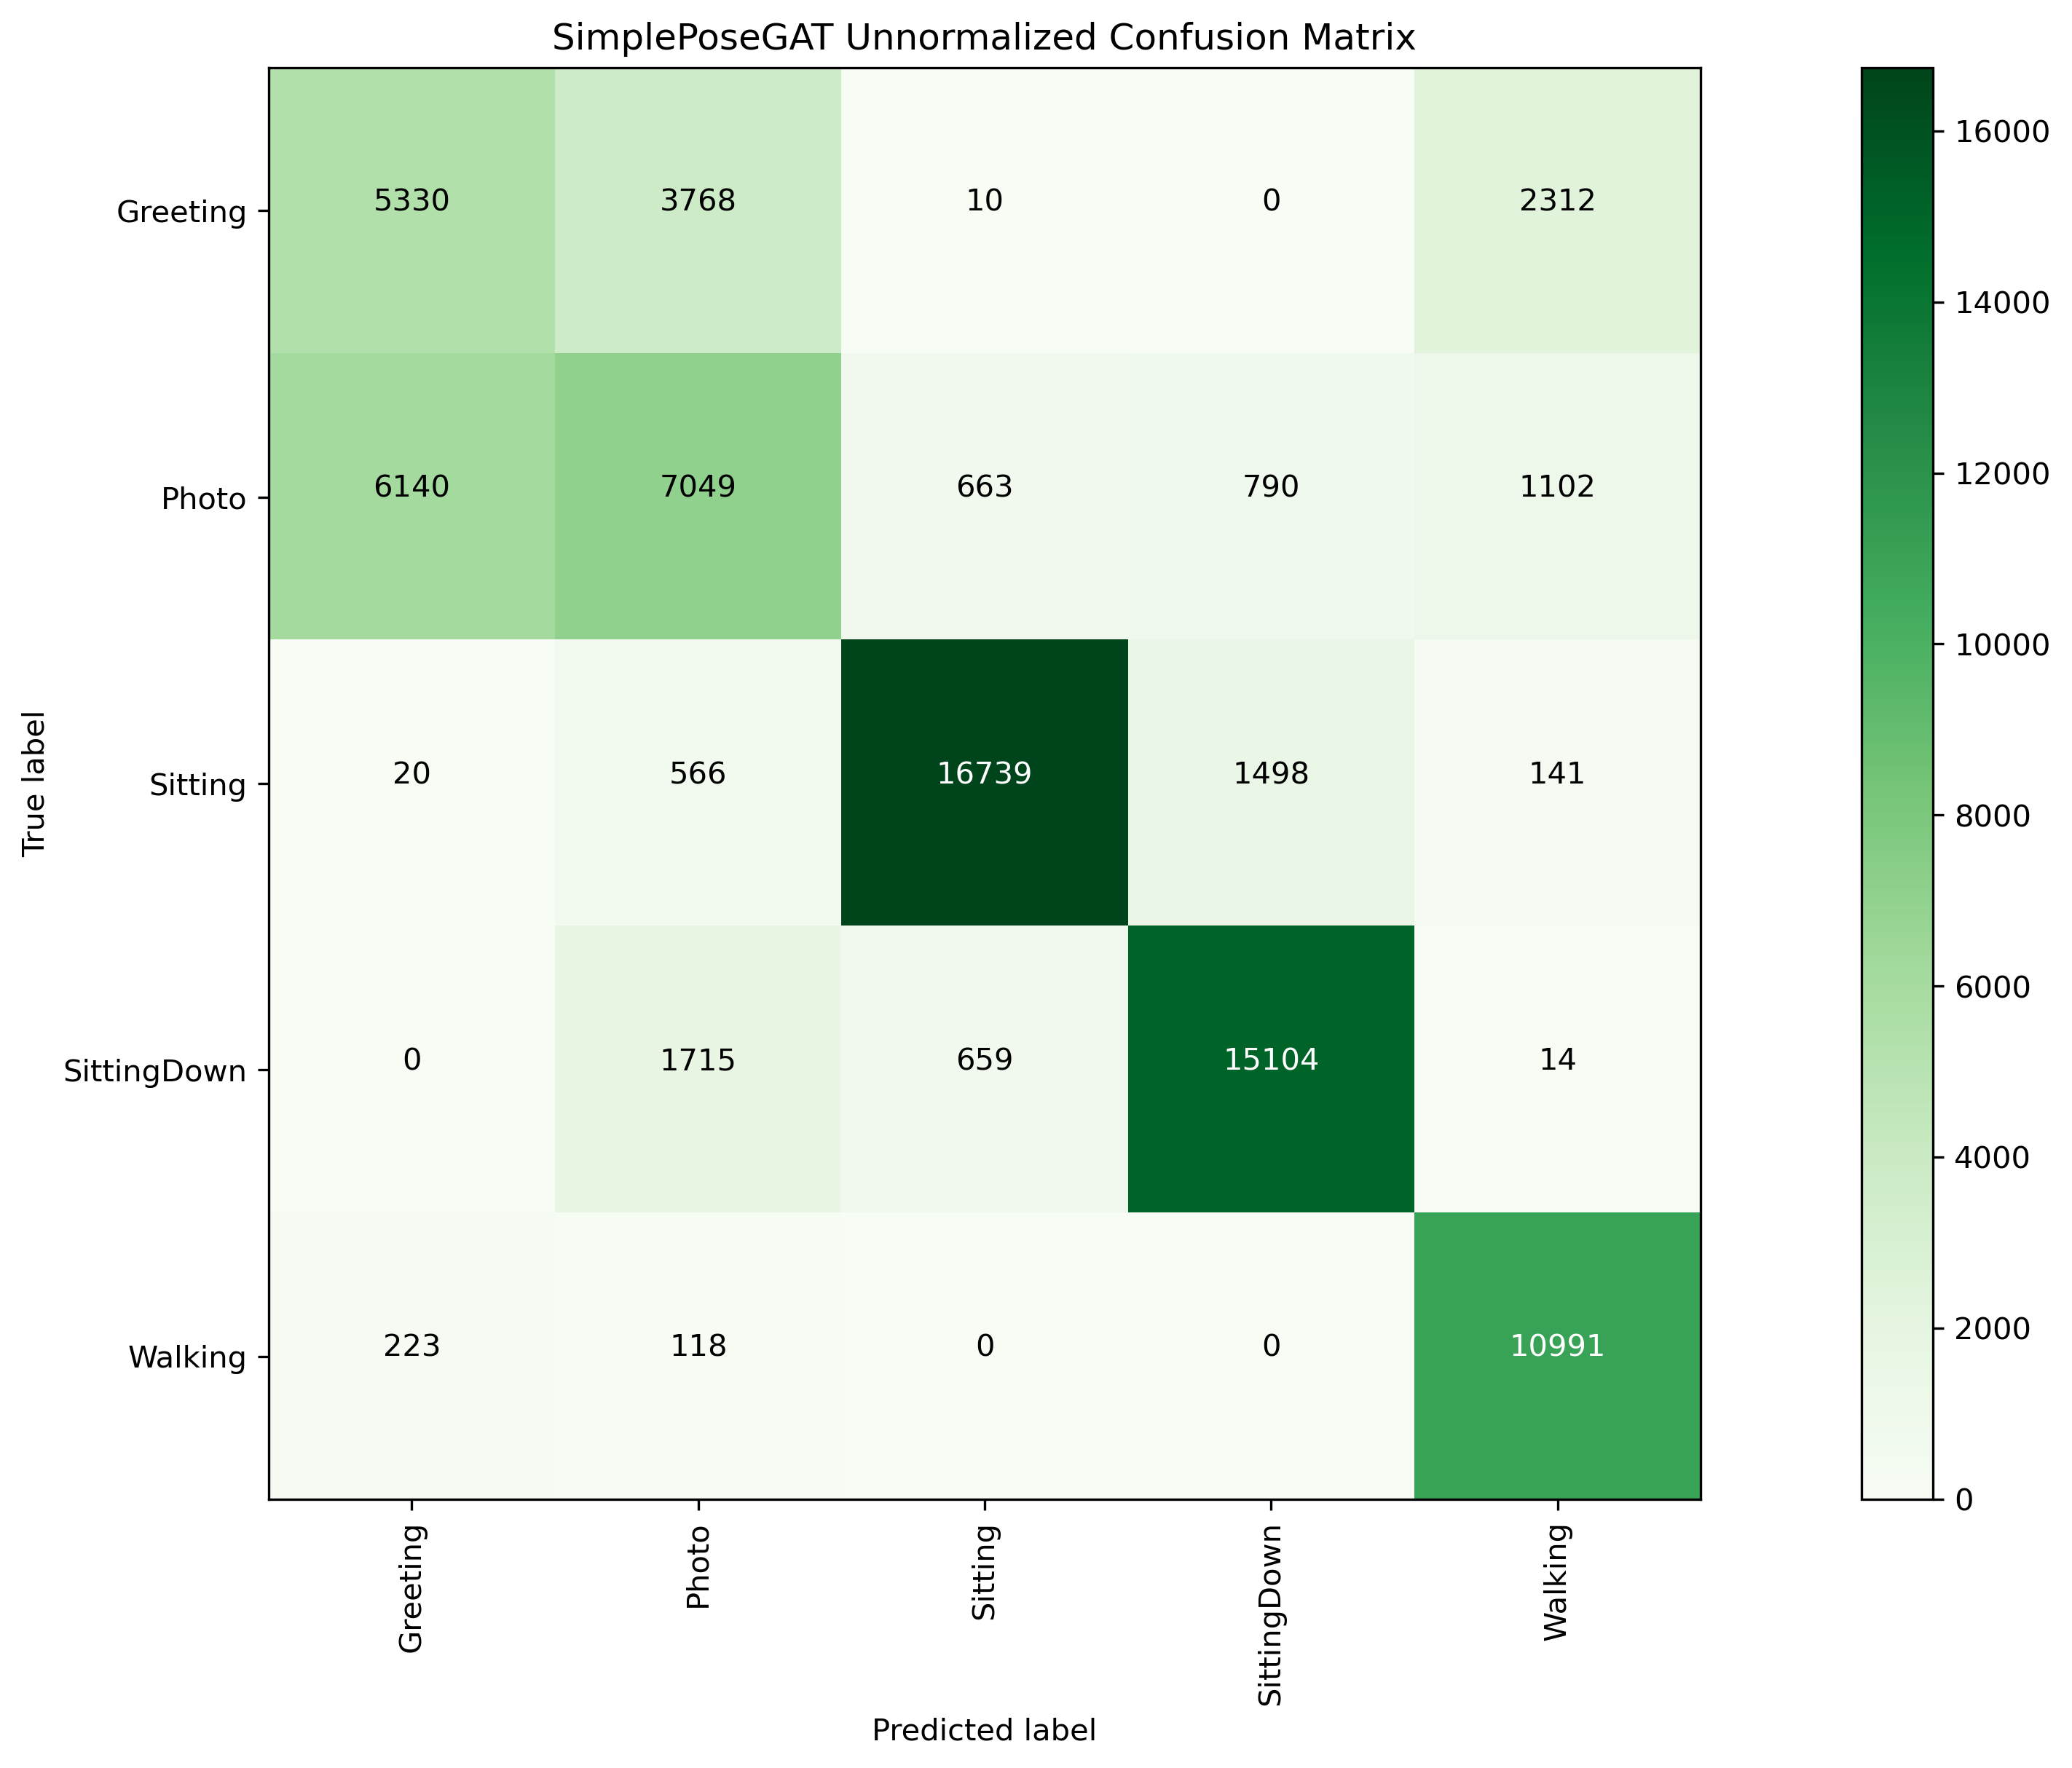 SimplePoseGAT Unnormalized Confusion Matrix
Greeting 5330 3768 10 0 2312
Photo 6140 7049 663 790 1102
Sitting 20 566 16739 1498 141
SittingDown 0 1715 659 15104 14
Walking 223 118 0 0 10991
True label
Greeting Photo Sitting SittingDown Walking
Predicted label
16000
14000
12000
10000
8000
6000
4000
2000
0